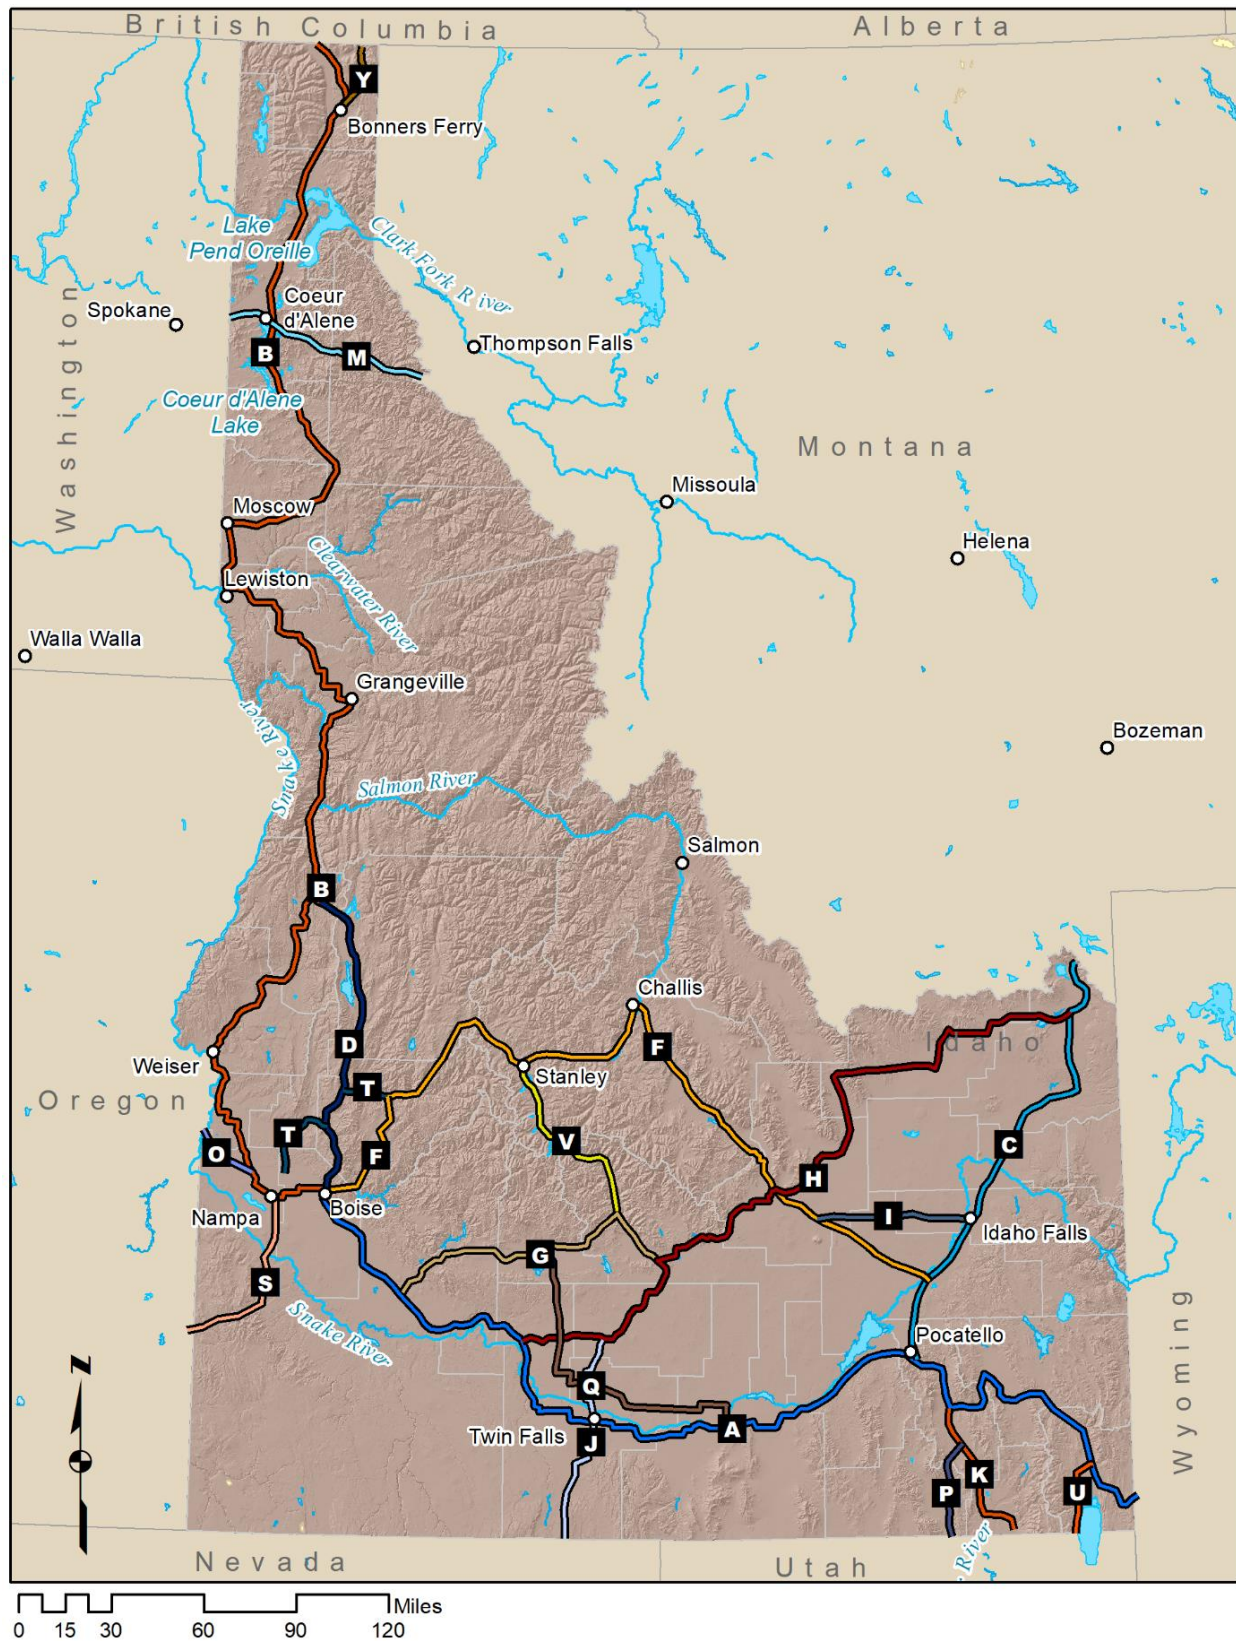 British Columbia
Alberta
Y
Bonners Ferry
Lake
Pend Oreille
Clark Fork River
Washington
Spokane
Coeur
d'Alene
Thompson Falls
B
M
Coeur d'Alene
Lake
Montana
Missoula
Moscow
Helena
Clearwater River
Lewiston
Walla Walla
Grangeville
Snake River
Bozeman
Salmon River
Salmon
B
Challis
D
F
Idaho
Weiser
Stanley
Oregon
T
T
V
C
O
F
H
Nampa
Boise
I
Idaho Falls
G
S
Snake River
Wyoming
Pocatello
Z
Q
Twin Falls
J
A
K
P
U
River
Nevada
Utah
Miles
0 15 30 60 90 120